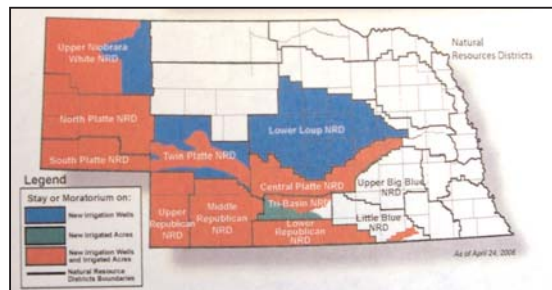 Upper Niobrara
White NRD
Natural
Resources Districts
North Platte NRD
Lower Loup NRD
South Platte NRD
Twin Platte NRD
Central Platte NRD
Upper Big Blue NRD
Tri-Basin NRD
Upper
Republican
NRD
Middle
Republican
NRD
Lower
Republican
NRD
Little Blue
NRD
Legend
Stay or Moratorium on:
New Irrigation Wells
New Irrigated Acres
New Irrigation Wells
and Irrigated Acres
Natural Resource
Districts Boundaries
As of April 24, 2006